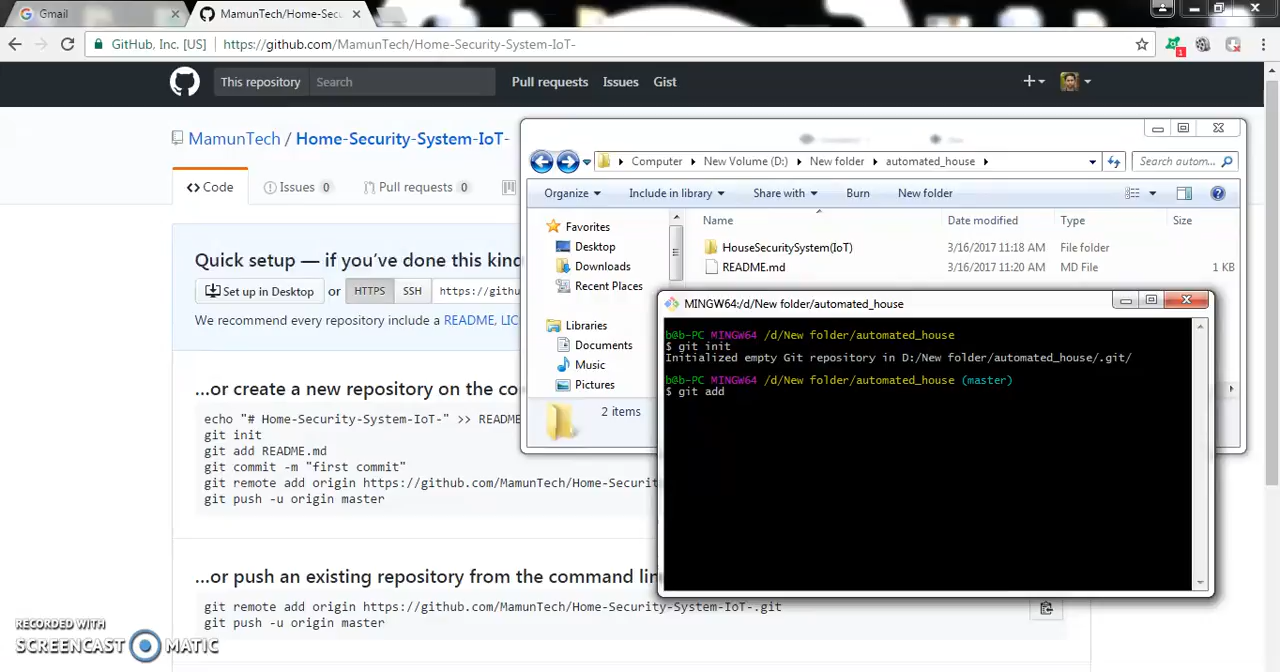 Gmail
MamunTech/Home-Sec
GitHub, Inc. [US]
https://github.com/MamunTech/Home-Security-System-IoT-
1
This repository
Search
Pull requests
Issues
Gist
MamunTech / Home-Security-System-IoT-
Code
Issues 0
Pull requests 0
Computer
New Volume (D:)
New folder
automated_house
Search autom...
Organize
Include in library
Share with
Burn
New folder
Favorites
Desktop
Downloads
Recent Places
Libraries
Documents
Music
Pictures
Name
Date modified
Type
Size
HouseSecuritySystem(IoT)
3/16/2017 11:18 AM
File folder
README.md
3/16/2017 11:20 AM
MD File
1 KB
2 items
Quick setup — if you've done this kind
Set up in Desktop
or
HTTPS
SSH
https://githu
We recommend every repository include a README, LIC
MINGW64:/d/New folder/automated_house
b@b-PC MINGW64 /d/New folder/automated_house
$ git init
Initialized empty Git repository in D:/New folder/automated_house/.git/
b@b-PC MINGW64 /d/New folder/automated_house (master)
$ git add
...or create a new repository on the comma
echo "# Home-Security-System-IoT-" >> README
git init
git add README.md
git commit -m "first commit"
git remote add origin https://github.com/MamunTech/Home-Securit
git push -u origin master
...or push an existing repository from the command lin
git remote add origin https://github.com/MamunTech/Home-Security-System-IoT-.git
git push -u origin master
RECORDED WITH
SCREENCAST MATIC